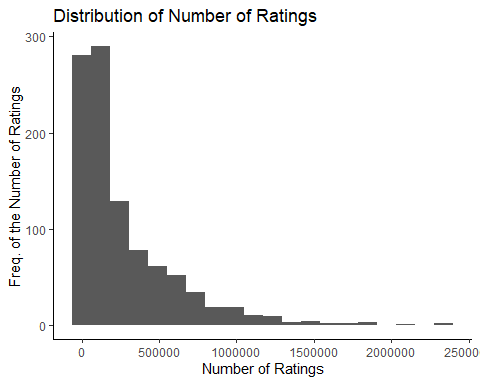 Distribution of Number of Ratings
300
200
100
0
Freq. of the Number of Ratings
0 500000 1000000 1500000 2000000 25000
Number of Ratings